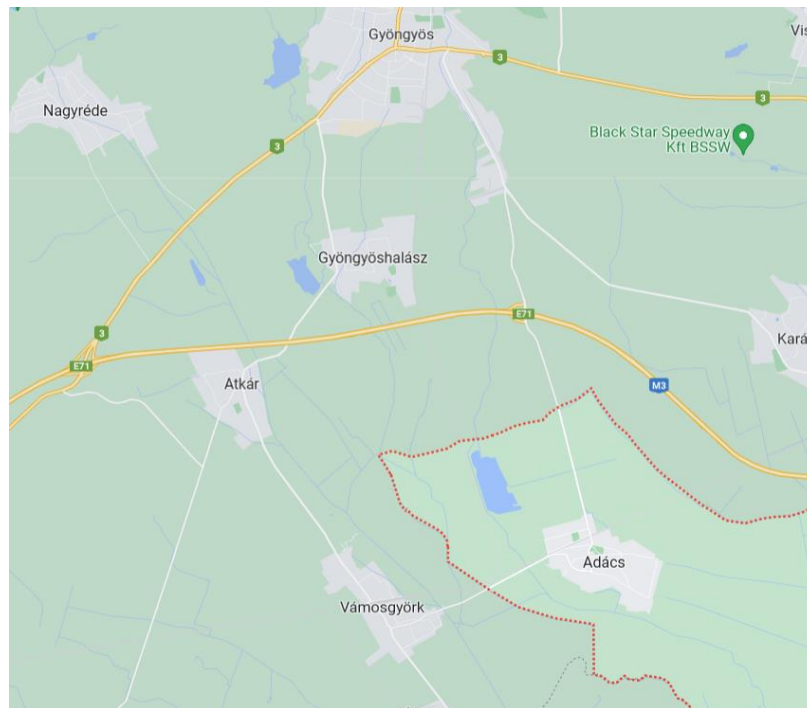 Gyöngyös
Vis
3
3
Nagyréde
Black Star Speedway
Kft BSSW
3
Gyöngyöshalász
E71
3
Kará
E71
Atkár
M3
Adács
Vámosgyörk